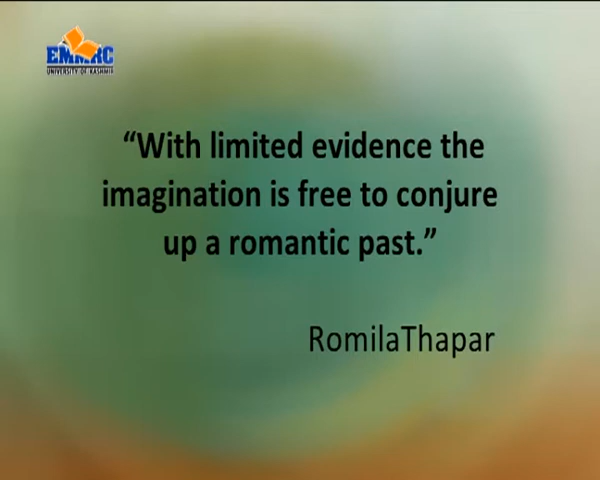 EMMRC
UNIVERSITY OF KASHMIR
“With limited evidence the
imagination is free to conjure
up a romantic past.”
RomilaThapar